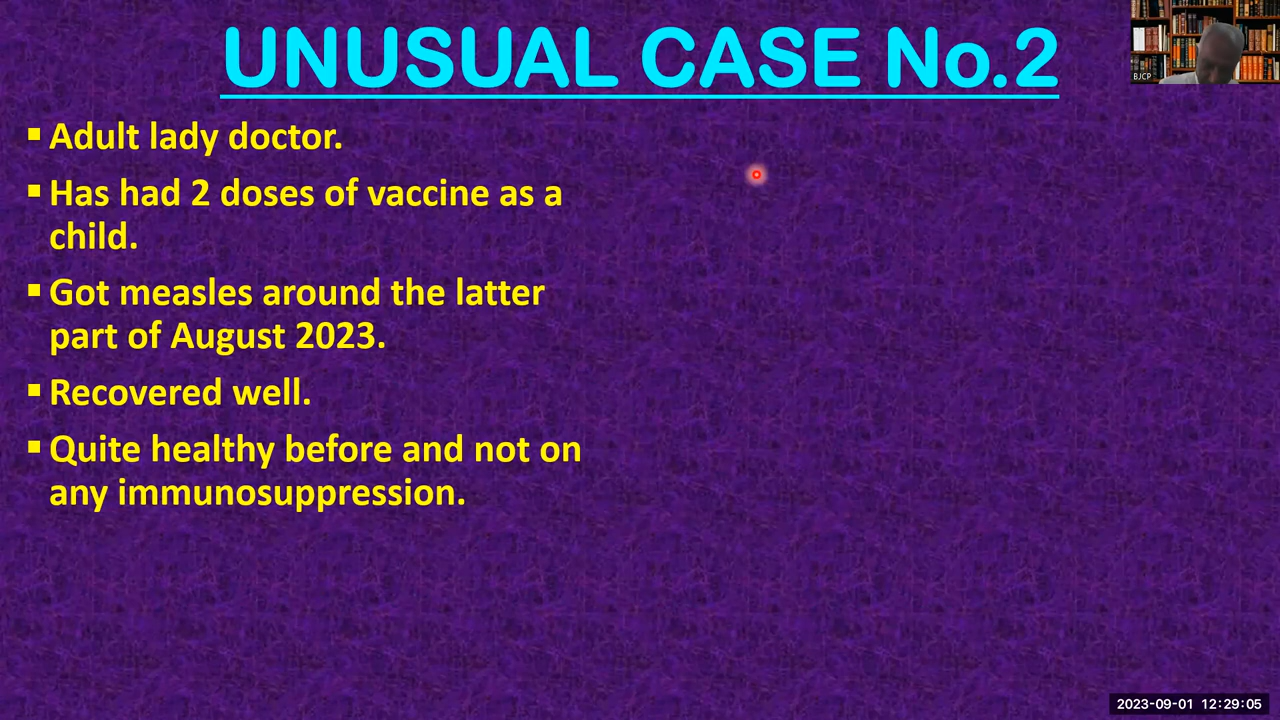 UNUSUAL CASE No.2
BJCP
▪ Adult lady doctor.
▪ Has had 2 doses of vaccine as a
child.
▪ Got measles around the latter
part of August 2023.
▪ Recovered well.
▪ Quite healthy before and not on
any immunosuppression.
2023-09-01 12:29:05